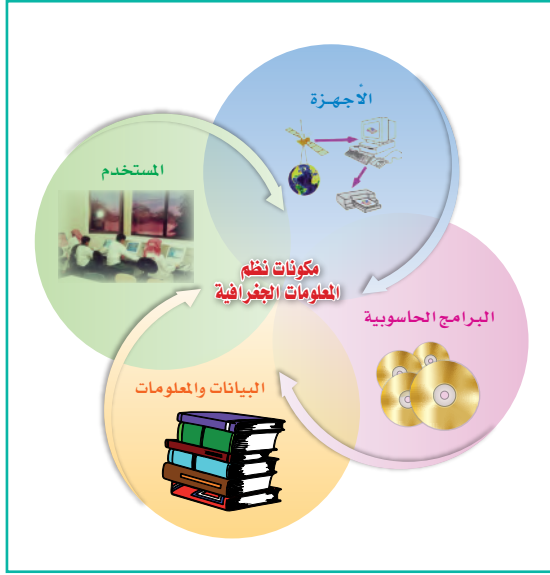 الأجهزة
المستخدم
مكونات نظم
المعلومات الجغرافية
البرامج الحاسوبية
البيانات والمعلومات